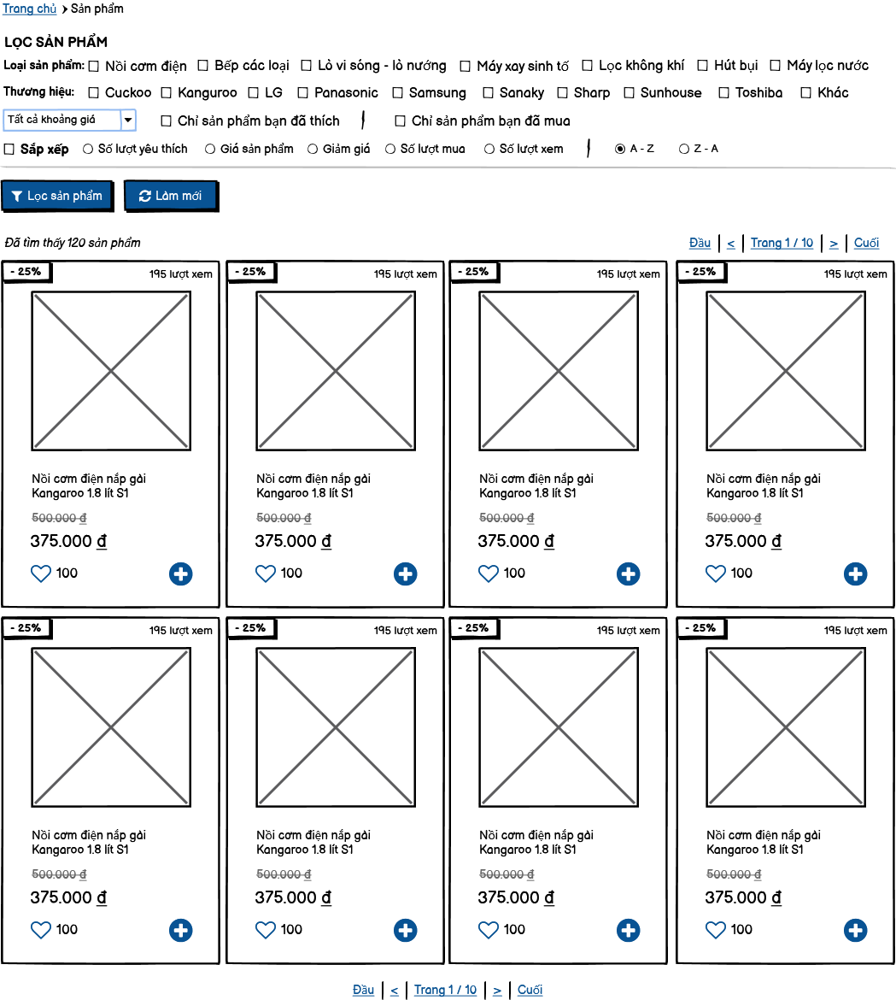 Trang chủ > Sản phẩm
LỌC SẢN PHẨM
Loại sản phẩm: Nồi cơm điện Bếp các loại Lò vi sóng - lò nướng Máy xay sinh tố Lọc không khí Hút bụi Máy lọc nước
Thương hiệu: Cuckoo Kanguroo LG Panasonic Samsung Sanaky Sharp Sunhouse Toshiba Khác
Tất cả khoảng giá Chỉ sản phẩm bạn đã thích Chỉ sản phẩm bạn đã mua
Sắp xếp Số lượt yêu thích Giá sản phẩm Giảm giá Số lượt mua Số lượt xem A - Z Z - A
Lọc sản phẩm Làm mới
Đã tìm thấy 120 sản phẩm Đầu | < | Trang 1 / 10 | > | Cuối
- 25% 195 lượt xem - 25% 195 lượt xem - 25% 195 lượt xem - 25% 195 lượt xem
Nồi cơm điện nắp gài Nồi cơm điện nắp gài Nồi cơm điện nắp gài Nồi cơm điện nắp gài
Kangaroo 1.8 lít S1 Kangaroo 1.8 lít S1 Kangaroo 1.8 lít S1 Kangaroo 1.8 lít S1
500.000 ₫ 500.000 ₫ 500.000 ₫ 500.000 ₫
375.000 ₫ 375.000 ₫ 375.000 ₫ 375.000 ₫
100 100 100 100
- 25% 195 lượt xem - 25% 195 lượt xem - 25% 195 lượt xem - 25% 195 lượt xem
Nồi cơm điện nắp gài Nồi cơm điện nắp gài Nồi cơm điện nắp gài Nồi cơm điện nắp gài
Kangaroo 1.8 lít S1 Kangaroo 1.8 lít S1 Kangaroo 1.8 lít S1 Kangaroo 1.8 lít S1
500.000 ₫ 500.000 ₫ 500.000 ₫ 500.000 ₫
375.000 ₫ 375.000 ₫ 375.000 ₫ 375.000 ₫
100 100 100 100
Đầu | < | Trang 1 / 10 | > | Cuối